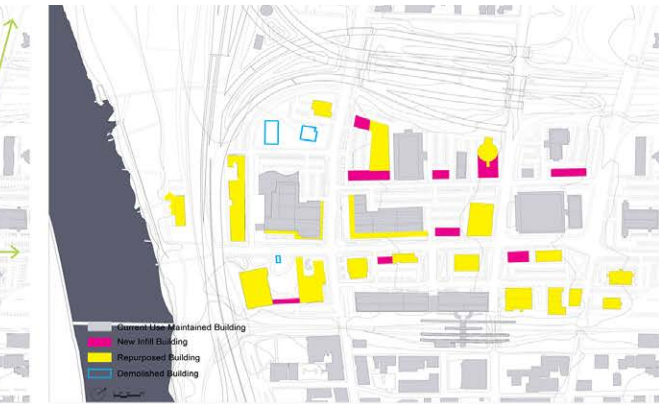 Current Use Maintained Building
New Infill Building
Repurposed Building
Demolished Building